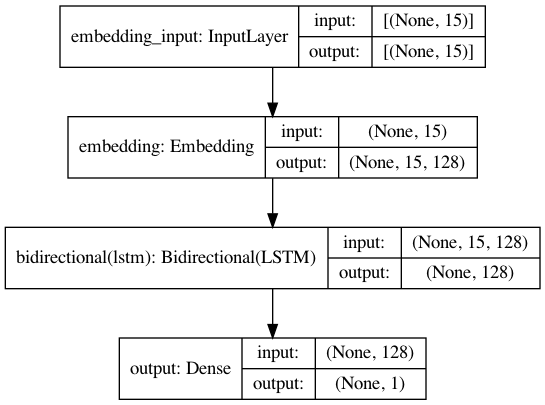 embedding_input: InputLayer
input:
[(None, 15)]
output:
[(None, 15)]
embedding: Embedding
input:
(None, 15)
output:
(None, 15, 128)
bidirectional(lstm): Bidirectional(LSTM)
input:
(None, 15, 128)
output:
(None, 128)
output: Dense
input:
(None, 128)
output:
(None, 1)